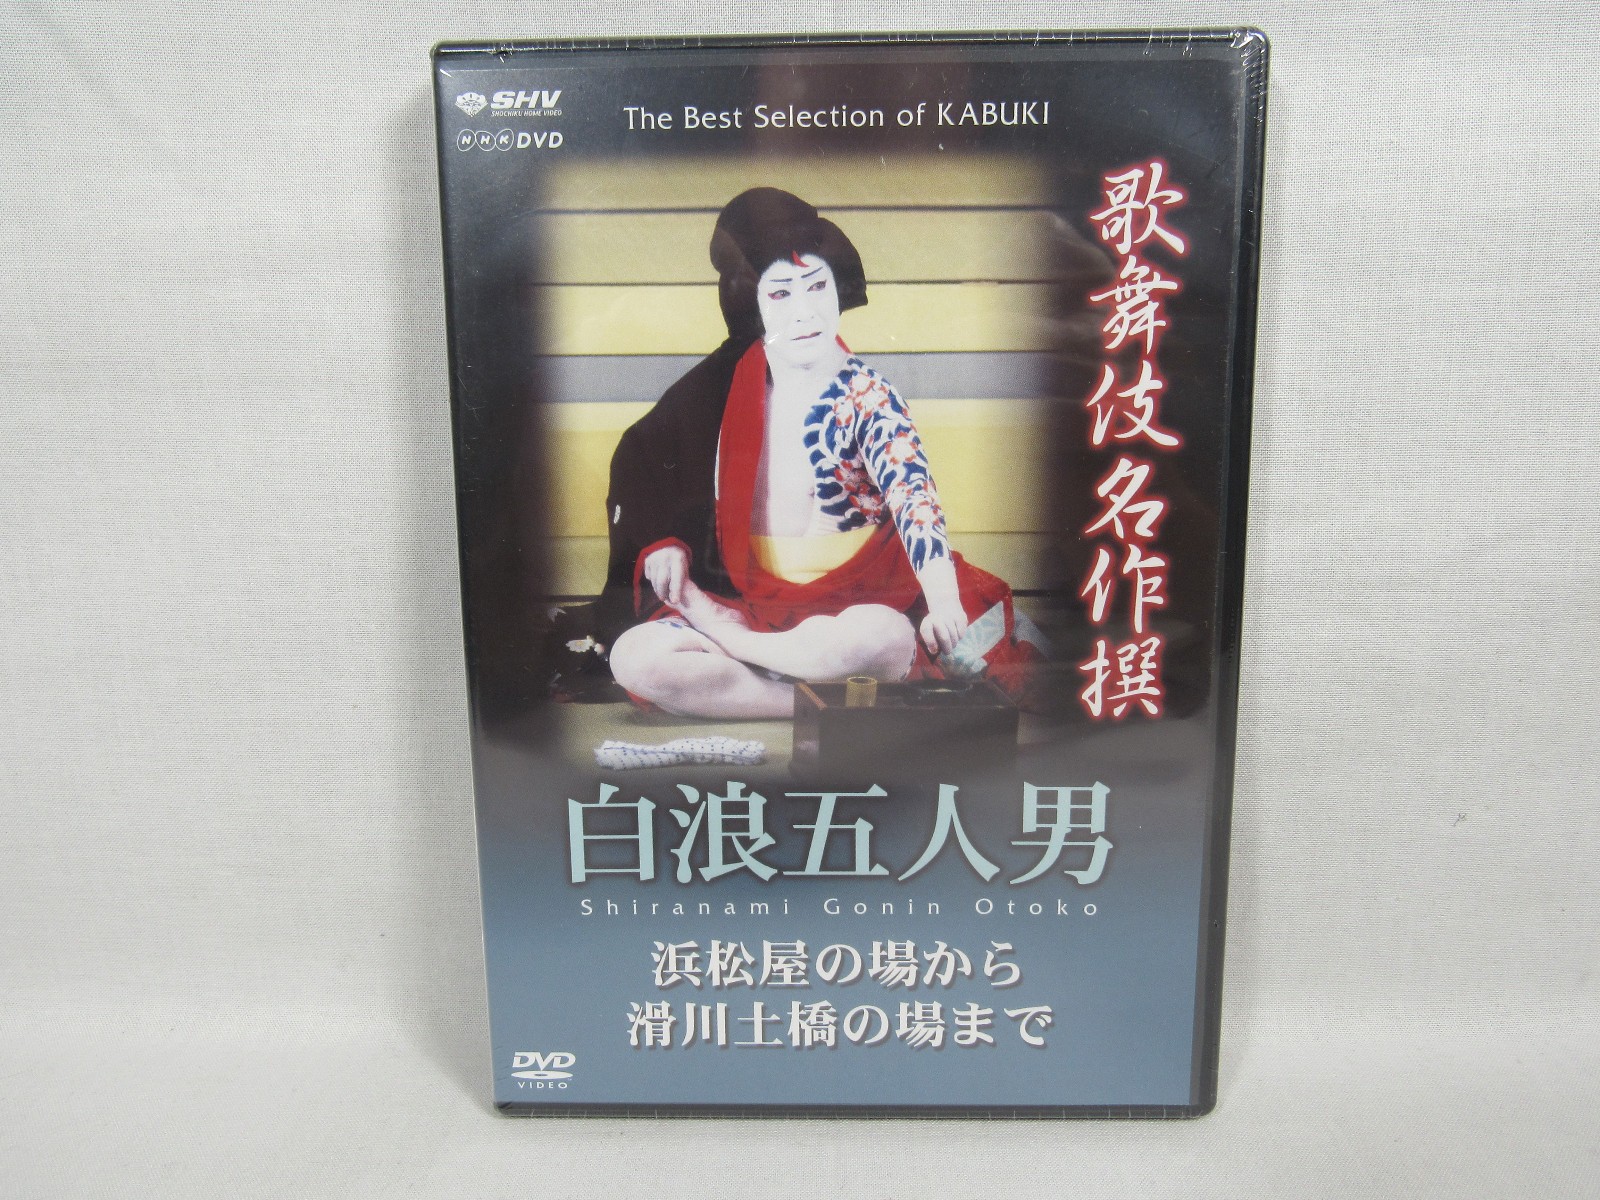 SHV
SHOCHIKU HOME VIDEO
NHK DVD
The Best Selection of KABUKI
歌舞伎名作撰
白浪五人男
Shiranami Gonin Otoko
浜松屋の場から
滑川土橋の場まで
DVD
VIDEO